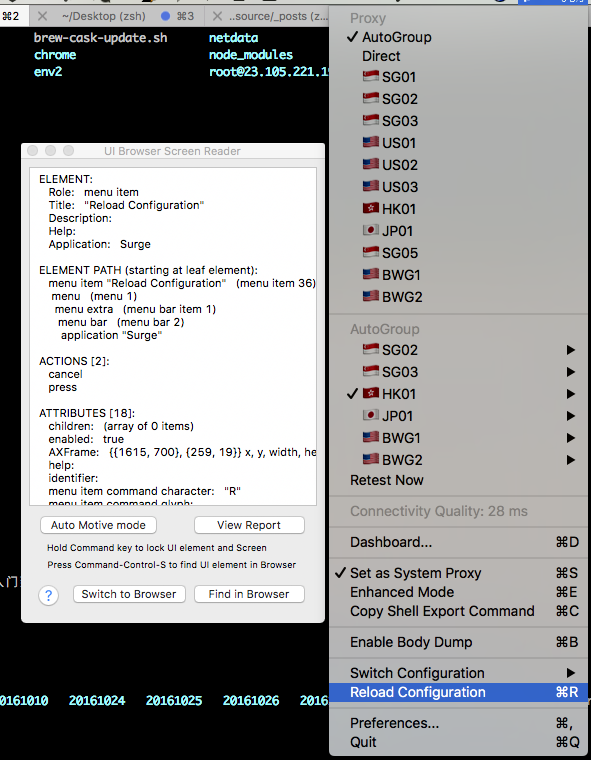 ⌘2 ✕ ~/Desktop (zsh) ● ⌘3 ✕ ..source/_posts (z...
brew-cask-update.sh netdata
chrome node_modules
env2 root@23.105.221.19
UI Browser Screen Reader
ELEMENT:
Role: menu item
Title: "Reload Configuration"
Description:
Help:
Application: Surge
ELEMENT PATH (starting at leaf element):
menu item "Reload Configuration" (menu item 36)
menu (menu 1)
menu extra (menu bar item 1)
menu bar (menu bar 2)
application "Surge"
ACTIONS [2]:
cancel
press
ATTRIBUTES [18]:
children: (array of 0 items)
enabled: true
AXFrame: {{1615, 700}, {259, 19}} x, y, width, he
help:
identifier:
menu item command character: "R"
menu item command glyph:
Auto Motive mode View Report
Hold Command key to lock UI element and Screen
Press Command-Control-S to find UI element in Browser
? Switch to Browser Find in Browser
入门
20161010 20161024 20161025 20161026 2016
Proxy
✓ AutoGroup
Direct
🇸🇬 SG01
🇸🇬 SG02
🇸🇬 SG03
🇺🇸 US01
🇺🇸 US02
🇺🇸 US03
🇭🇰 HK01
🇯🇵 JP01
🇸🇬 SG05
🇺🇸 BWG1
🇺🇸 BWG2
AutoGroup
🇸🇬 SG02 ▶
🇸🇬 SG03 ▶
✓ 🇭🇰 HK01 ▶
🇯🇵 JP01 ▶
🇺🇸 BWG1 ▶
🇺🇸 BWG2 ▶
Retest Now
Connectivity Quality: 28 ms
Dashboard... ⌘D
✓ Set as System Proxy ⌘S
Enhanced Mode ⌘E
Copy Shell Export Command ⌘C
Enable Body Dump ⌘B
Switch Configuration ▶
Reload Configuration ⌘R
Preferences... ⌘,
Quit ⌘Q